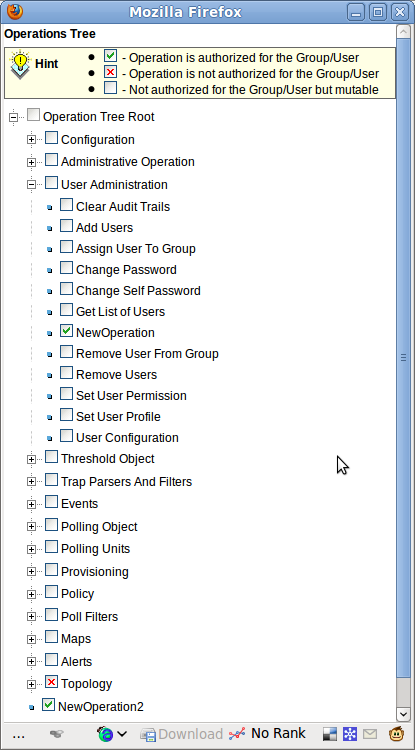 Mozilla Firefox
Operations Tree
Hint
- Operation is authorized for the Group/User
- Operation is not authorized for the Group/User
- Not authorized for the Group/User but mutable
Operation Tree Root
Configuration
Administrative Operation
User Administration
Clear Audit Trails
Add Users
Assign User To Group
Change Password
Change Self Password
Get List of Users
NewOperation
Remove User From Group
Remove Users
Set User Permission
Set User Profile
User Configuration
Threshold Object
Trap Parsers And Filters
Events
Polling Object
Polling Units
Provisioning
Policy
Poll Filters
Maps
Alerts
Topology
NewOperation2
... Download No Rank